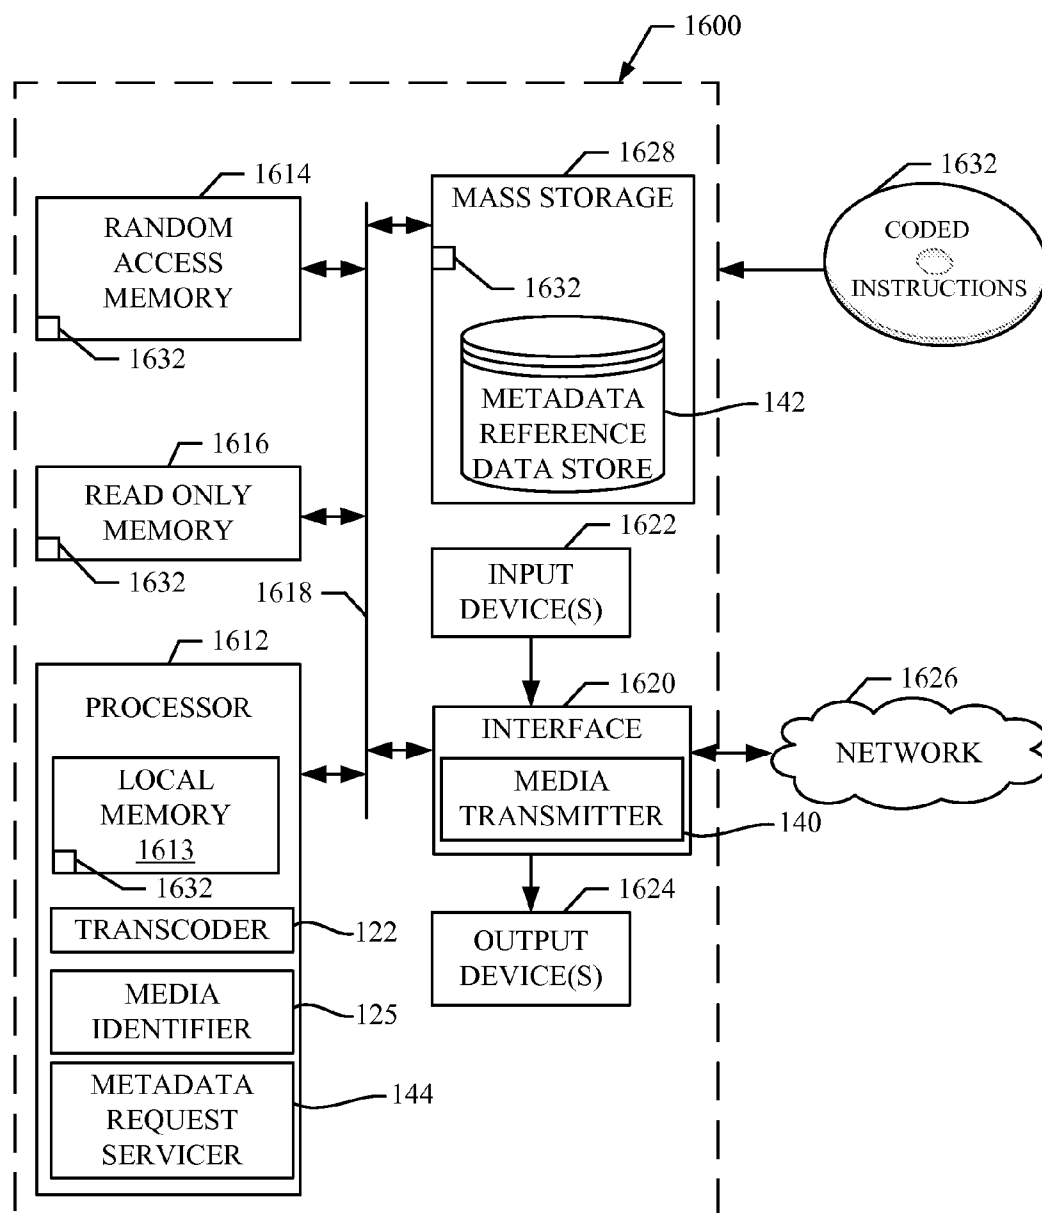 1600
1614
RANDOM
ACCESS
MEMORY
1632
1628
MASS STORAGE
1632
METADATA
REFERENCE
DATA STORE
142
1632
CODED
INSTRUCTIONS
1616
READ ONLY
MEMORY
1632
1618
1622
INPUT
DEVICE(S)
1612
PROCESSOR
LOCAL
MEMORY
1613
1632
TRANSCODER
122
MEDIA
IDENTIFIER
125
METADATA
REQUEST
SERVICER
144
1620
INTERFACE
MEDIA
TRANSMITTER
140
1626
NETWORK
1624
OUTPUT
DEVICE(S)